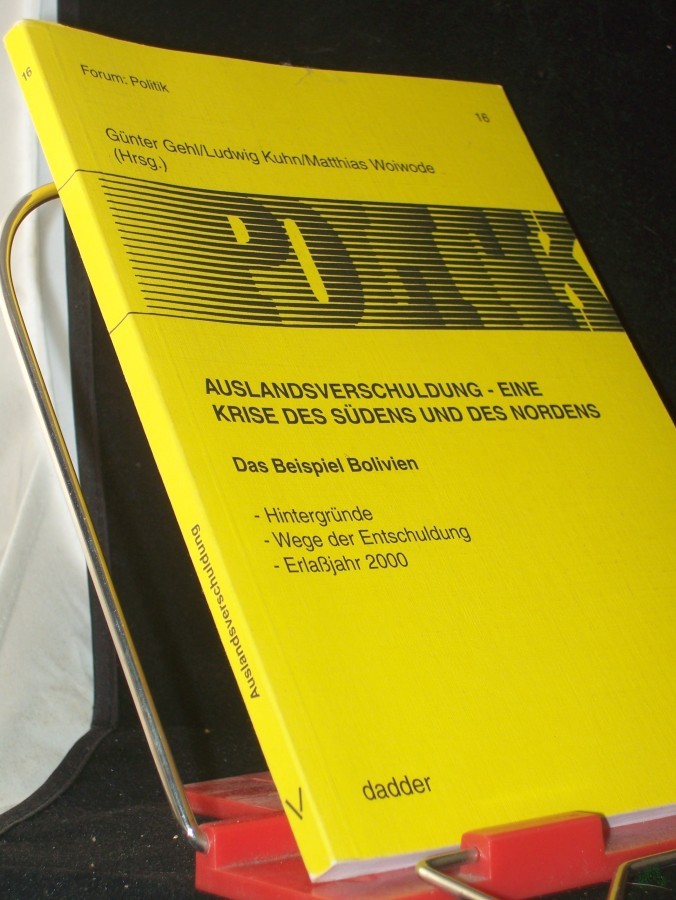 Forum: Politik
16
Günter Gehl/Ludwig Kuhn/Matthias Woiwode
(Hrsg.)
POLITIK
AUSLANDSVERSCHULDUNG - EINE
KRISE DES SÜDENS UND DES NORDENS
Das Beispiel Bolivien
- Hintergründe
- Wege der Entschuldung
- Erlaßjahr 2000
dadder
16
Auslandsverschuldung